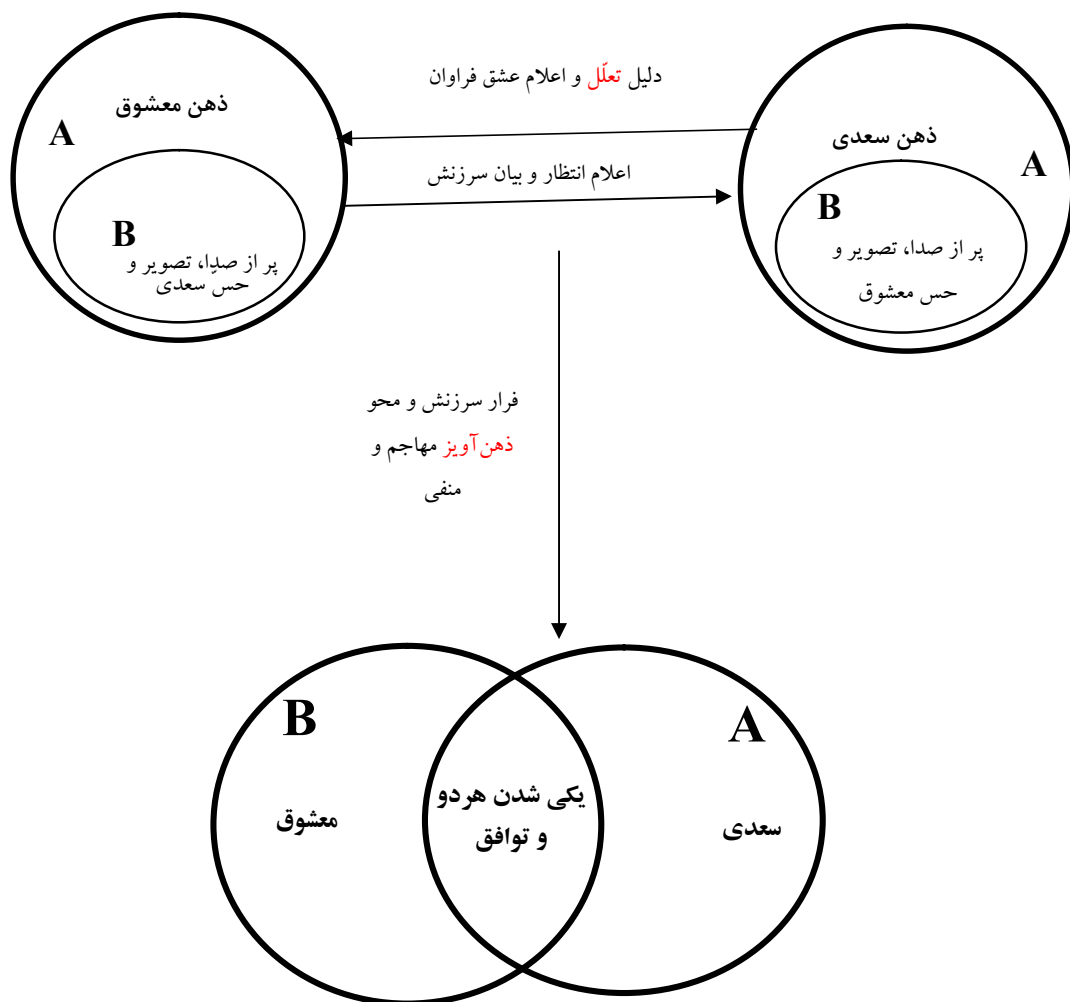 دلیل تعلّل و اعلام عشق فراوان
ذهن سعدی
A
B
پر از صدا، تصویر و
حس معشوق
ذهن معشوق
A
B
پر از صدا، تصویر و
حس سعدی
اعلام انتظار و بیان سرزنش
فرار سرزنش و محو
ذهن‌آویز مهاجم و
منفی
A
سعدی
یکی شدن هردو
و توافق
B
معشوق